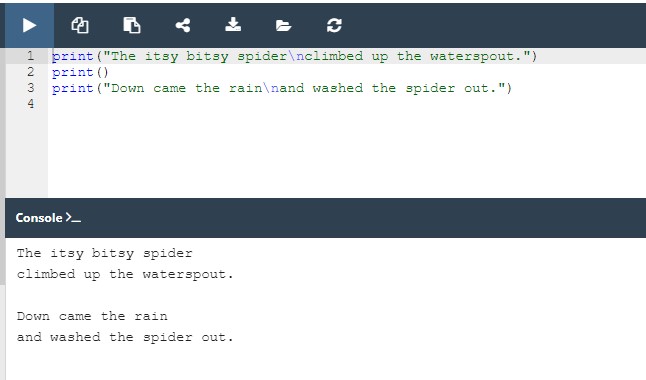 1 print("The itsy bitsy spider\nclimbed up the waterspout.")
2 print()
3 print("Down came the rain\nand washed the spider out.")
4
Console >_
The itsy bitsy spider
climbed up the waterspout.

Down came the rain
and washed the spider out.